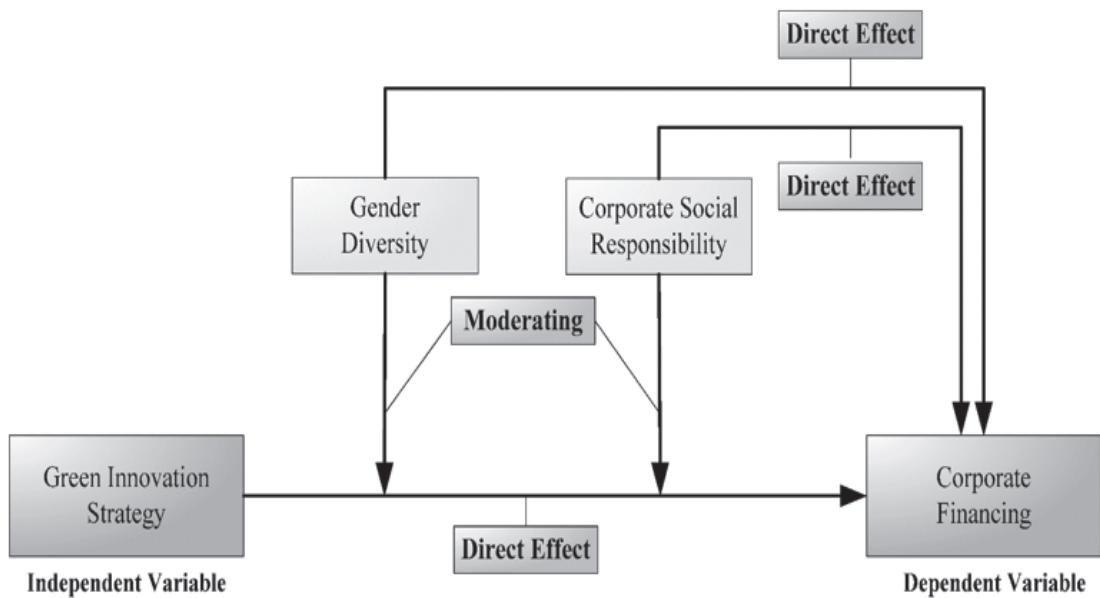 Direct Effect
Direct Effect
Gender
Diversity
Corporate Social
Responsibility
Moderating
Green Innovation
Strategy
Corporate
Financing
Direct Effect
Independent Variable
Dependent Variable